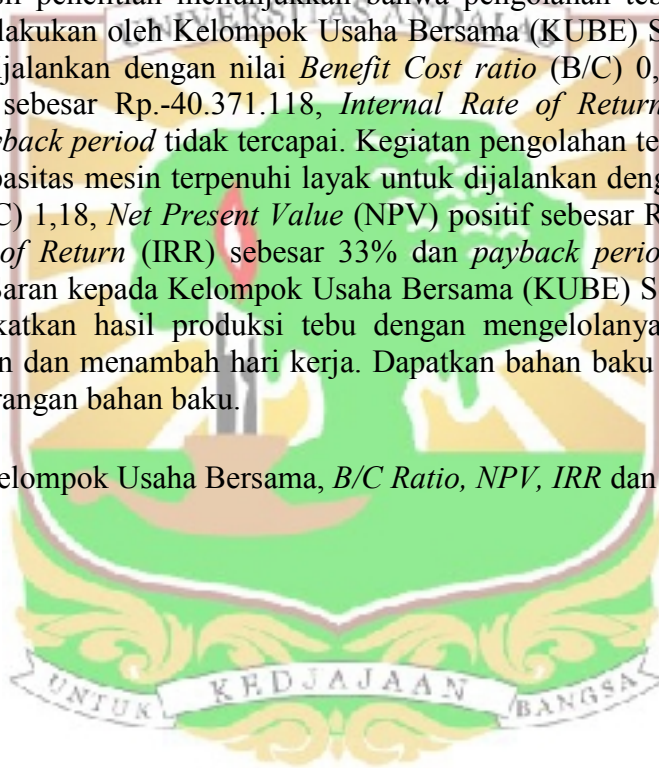 UNIVERSITAS ANDALAS
penelitian menunjukkan bahwa pengolahan
lakukan oleh Kelompok Usaha Bersama (KUBE) S
jalankan dengan nilai Benefit Cost ratio (B/C) 0,
sebesar Rp.-40.371.118, Internal Rate of Return
yback period tidak tercapai. Kegiatan pengolahan te
pasitas mesin terpenuhi layak untuk dijalankan deng
C) 1,18, Net Present Value (NPV) positif sebesar R
of Return (IRR) sebesar 33% dan payback perio
Saran kepada Kelompok Usaha Bersama (KUBE) S
katkan hasil produksi tebu dengan mengelolanya
n dan menambah hari kerja. Dapatkan bahan baku
rangan bahan baku.
elompok Usaha Bersama, B/C Ratio, NPV, IRR dan
UNTUK KEDJAJAAN BANGSA